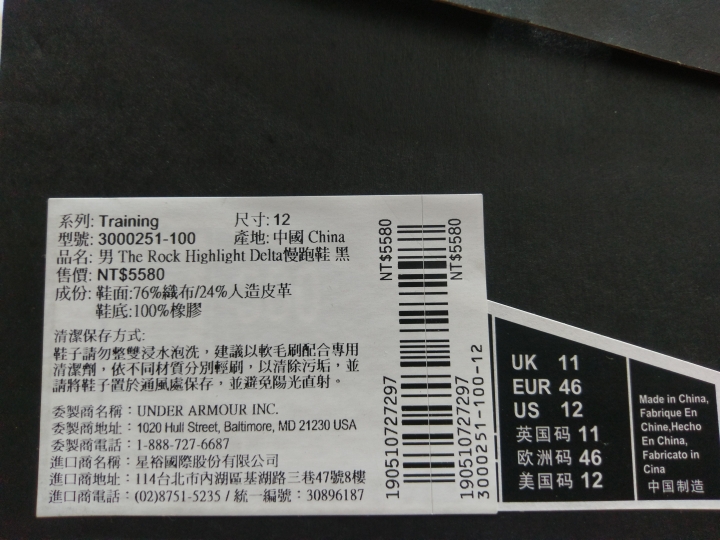 系列: Training 尺寸: 12
型號: 3000251-100 產地: 中國 China
品名: 男 The Rock Highlight Delta慢跑鞋 黑
售價: NT$5580
成份: 鞋面:76%織布/24%人造皮革
鞋底:100%橡膠
清潔保存方式:
鞋子請勿整雙浸水泡洗，建議以軟毛刷配合專用
清潔劑，依不同材質分別輕刷，以清除污垢，並
請將鞋子置於通風處保存，並避免陽光直射。
委製商名稱：UNDER ARMOUR INC.
委製商地址：1020 Hull Street, Baltimore, MD 21230 USA
委製商電話：1-888-727-6687
進口商名稱：星裕國際股份有限公司
進口商地址：114台北市內湖區基湖路三巷47號8樓
進口商電話：(02)8751-5235 / 統一編號：30896187
NT$5580
190510727297
NT$5580
190510727297
3000251-100-12
UK 11
EUR 46
US 12
英国码 11
欧洲码 46
美国码 12
Made in China,
Fabrique En
Chine,Hecho
En China,
Fabricato in
Cina
中国制造